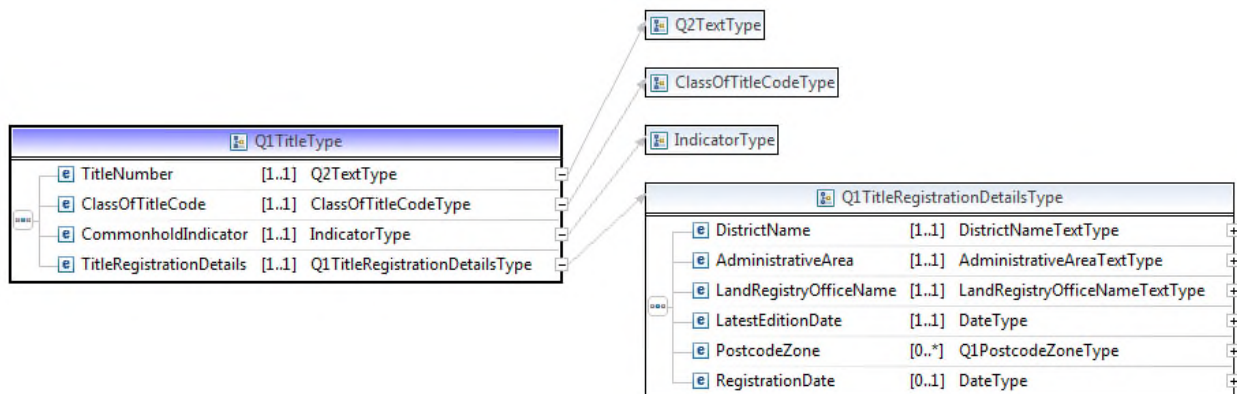 Q2TextType
ClassOfTitleCodeType
IndicatorType
Q1TitleType
TitleNumber [1..1] Q2TextType
ClassOfTitleCode [1..1] ClassOfTitleCodeType
CommonholdIndicator [1..1] IndicatorType
TitleRegistrationDetails [1..1] Q1TitleRegistrationDetailsType
Q1TitleRegistrationDetailsType
DistrictName [1..1] DistrictNameTextType
AdministrativeArea [1..1] AdministrativeAreaTextType
LandRegistryOfficeName [1..1] LandRegistryOfficeNameTextType
LatestEditionDate [1..1] DateType
PostcodeZone [0..*] Q1PostcodeZoneType
RegistrationDate [0..1] DateType